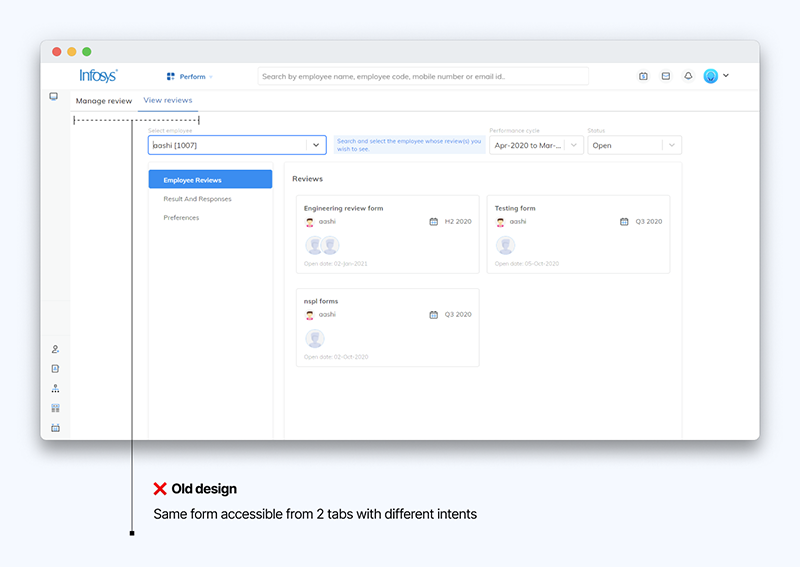 Infosys
Perform
Search by employee name, employee code, mobile number or email id..
Manage review
View reviews
Select employee
Performance cycle
Status
aashi [1007]
Search and select the employee whose review(s) you
wish to see.
Apr-2020 to Mar-...
Open
Employee Reviews
Result And Responses
Preferences
Reviews
Engineering review form
aashi
H2 2020
Open date: 02-Jan-2021
Testing form
aashi
Q3 2020
Open date: 05-Oct-2020
nspl forms
aashi
Q3 2020
Open date: 02-Oct-2020
❌ Old design
Same form accessible from 2 tabs with different intents